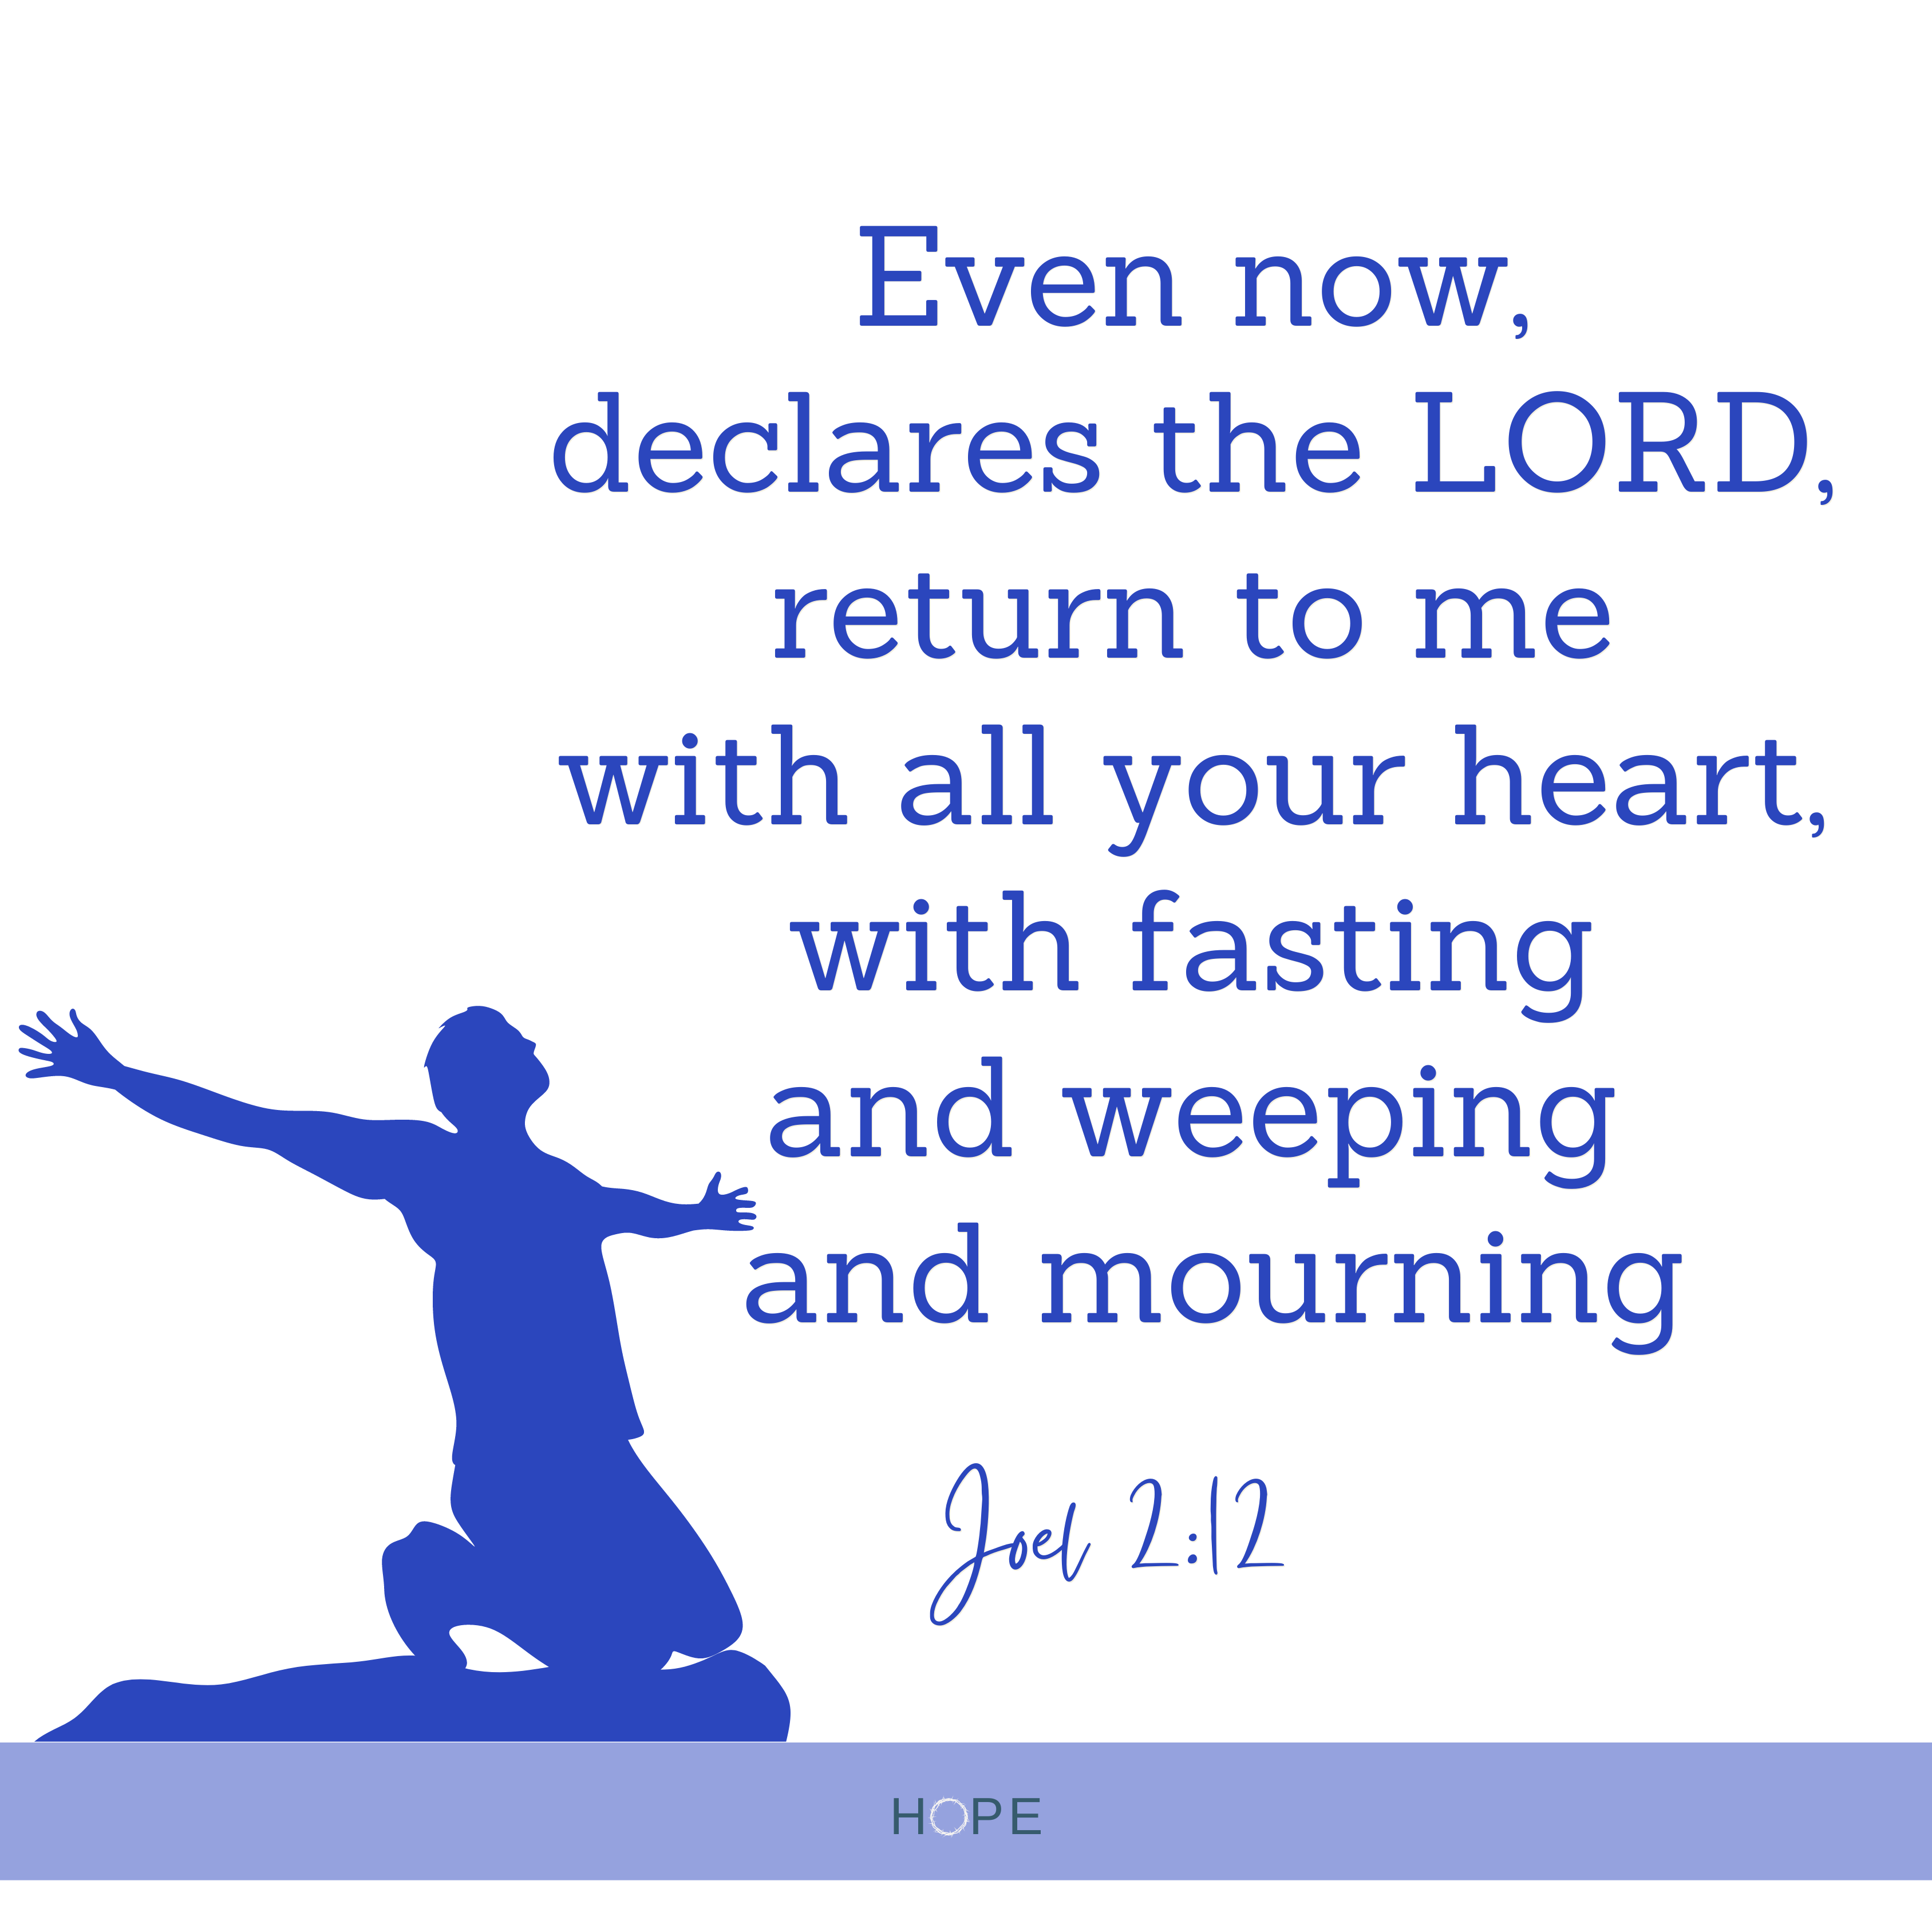 Even now,
declares the LORD,
return to me
with all your heart,
with fasting
and weeping
and mourning
Joel 2:12
HOPE